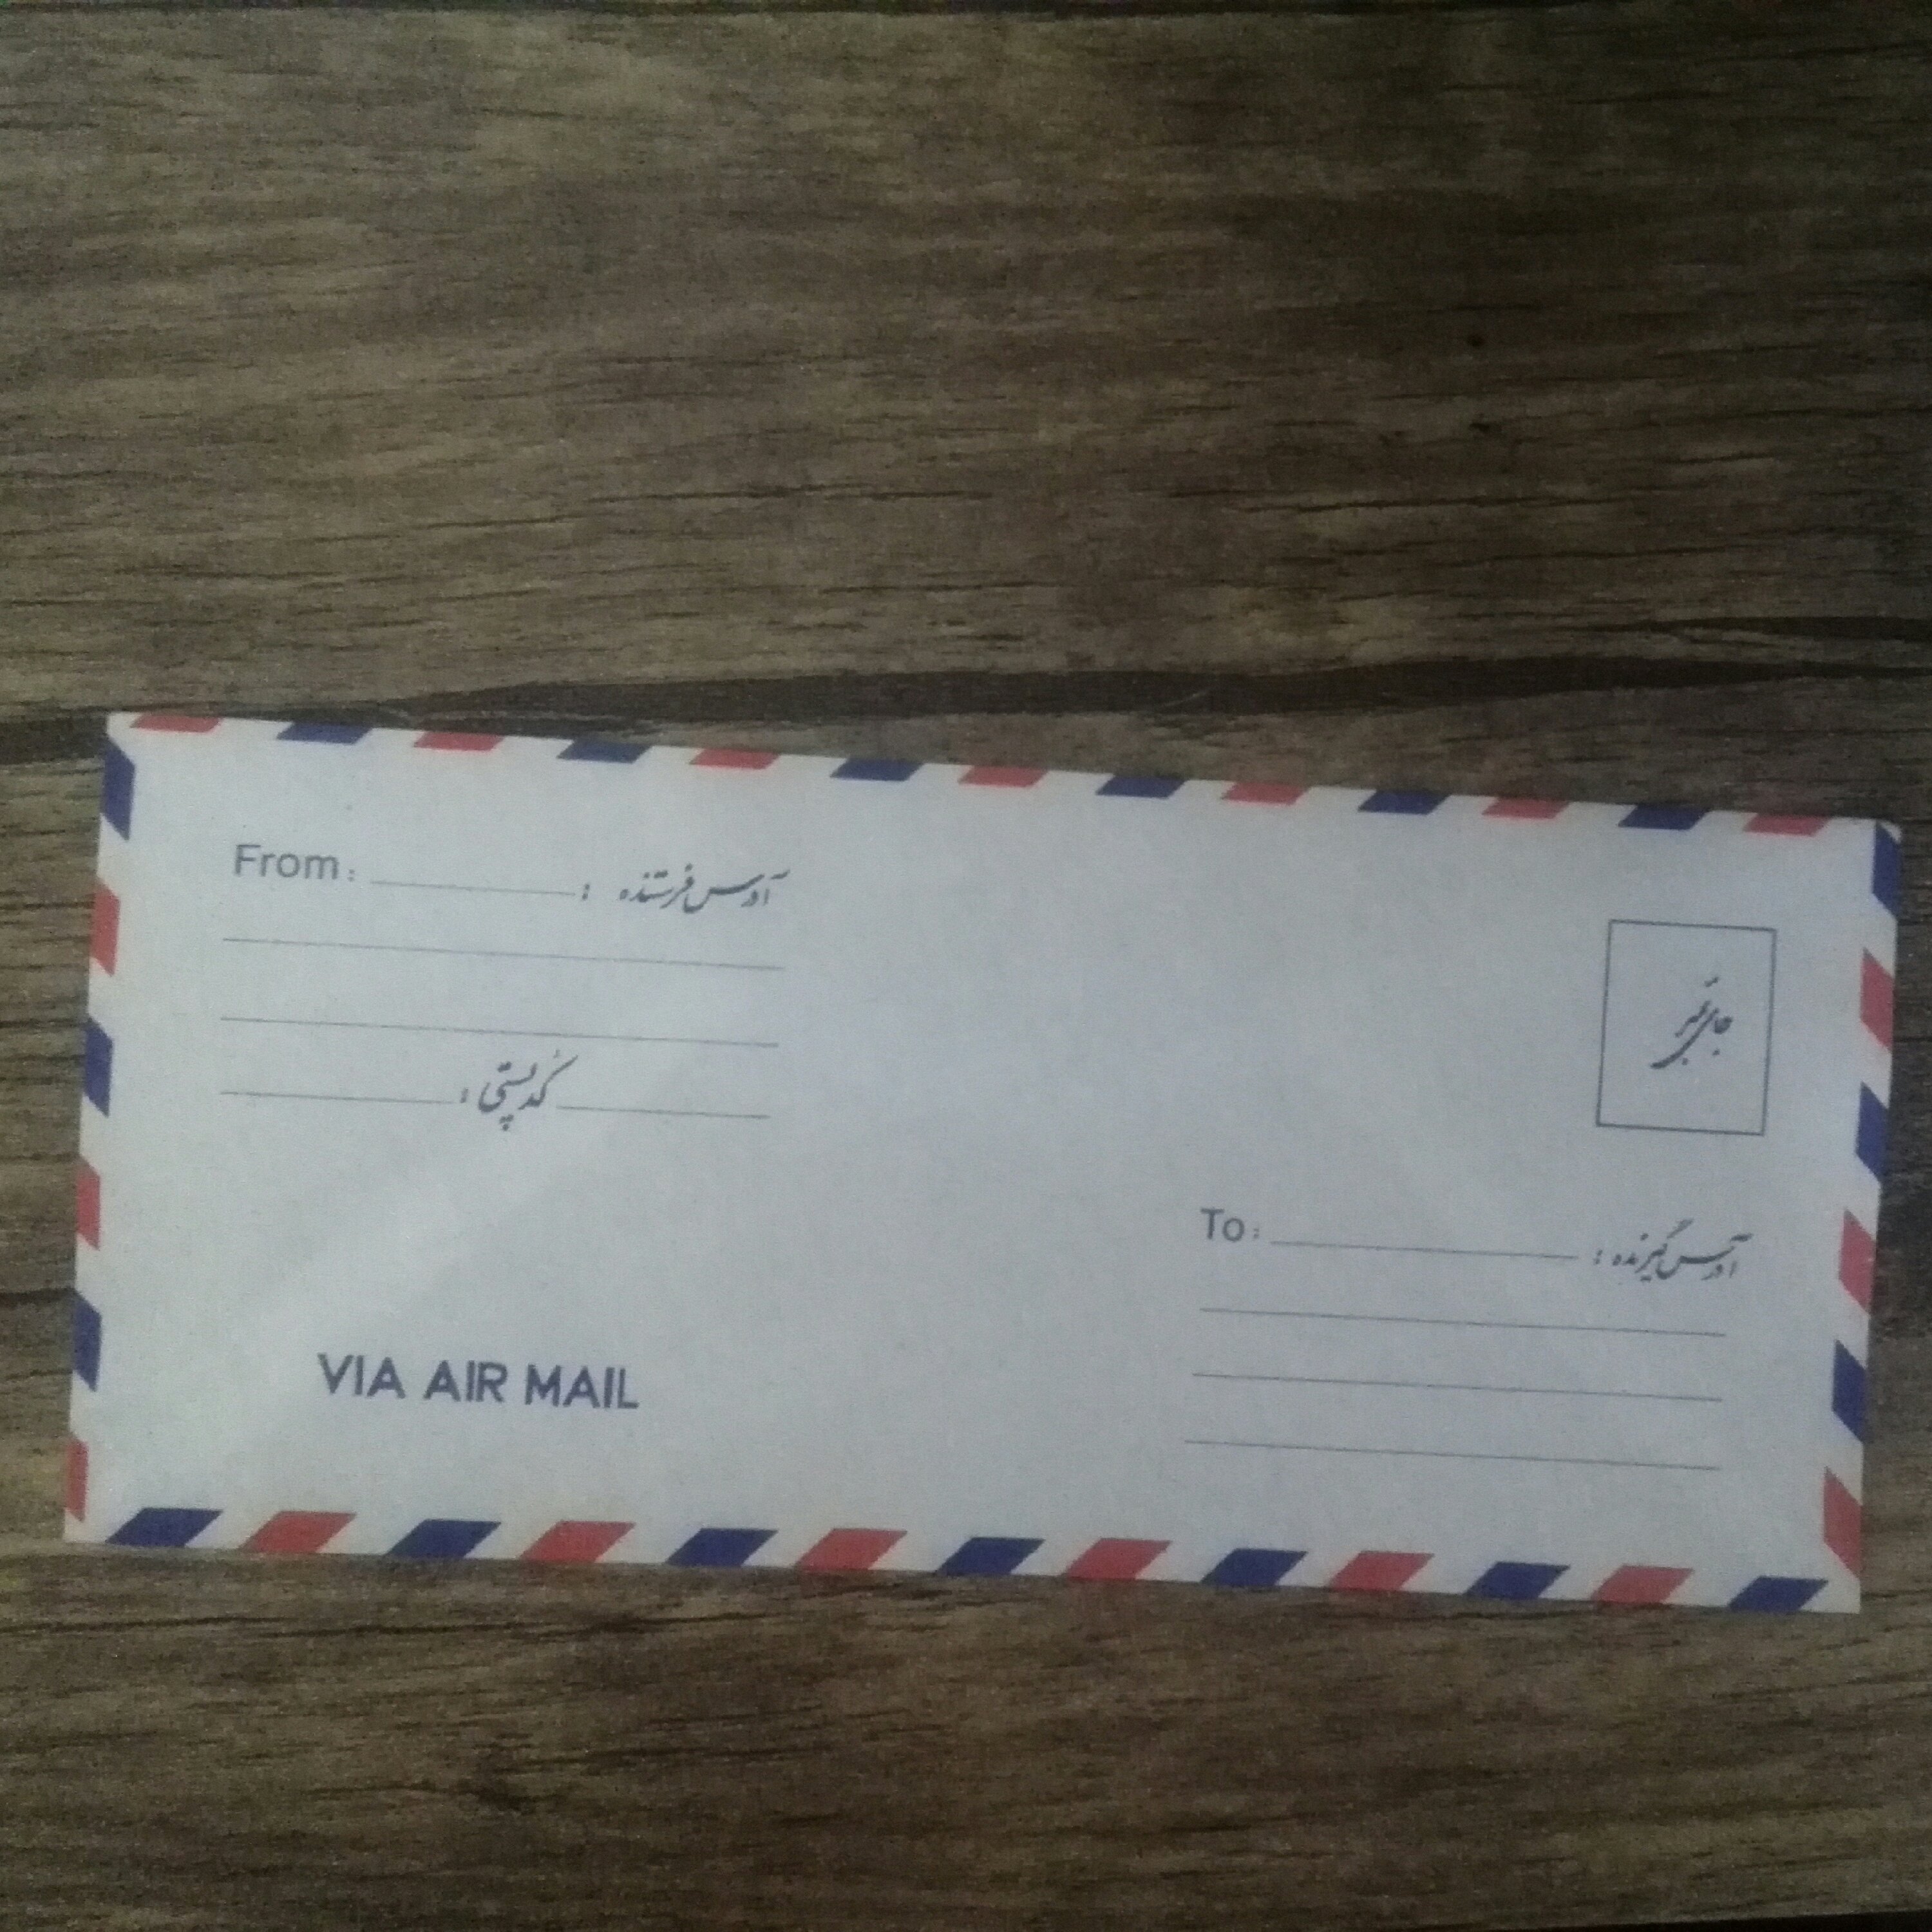 From: آدرس فرستنده :
کد پستی :
جای تمبر
To: آدرس گیرنده :
VIA AIR MAIL